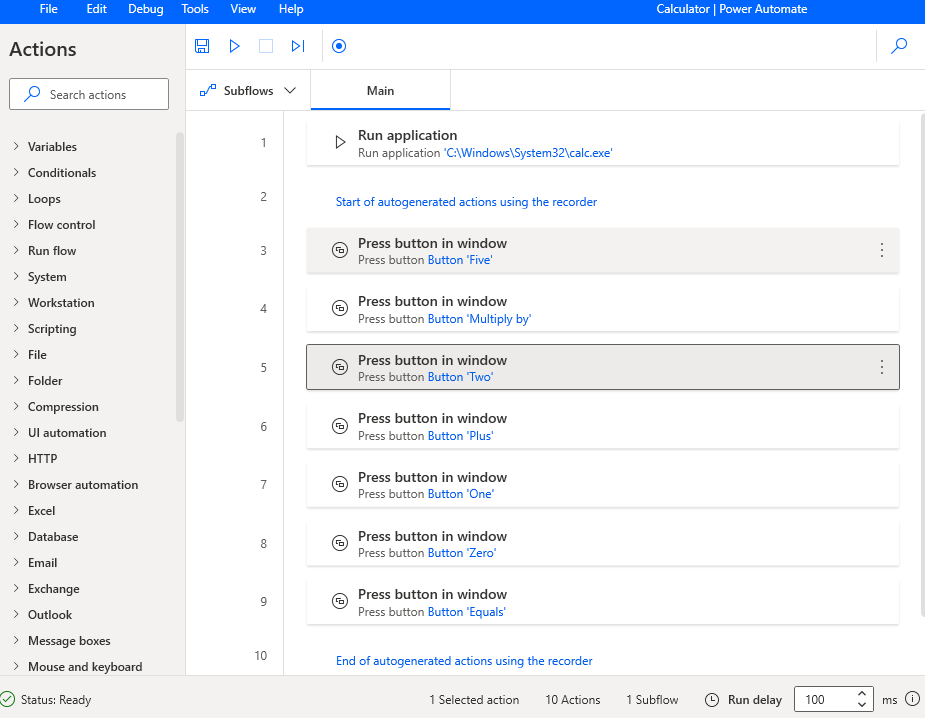 File Edit Debug Tools View Help Calculator | Power Automate
Actions
Search actions
Variables
Conditionals
Loops
Flow control
Run flow
System
Workstation
Scripting
File
Folder
Compression
UI automation
HTTP
Browser automation
Excel
Database
Email
Exchange
Outlook
Message boxes
Mouse and keyboard
Subflows Main
1 Run application
Run application 'C:\Windows\System32\calc.exe'
2 Start of autogenerated actions using the recorder
3 Press button in window
Press button Button 'Five'
4 Press button in window
Press button Button 'Multiply by'
5 Press button in window
Press button Button 'Two'
6 Press button in window
Press button Button 'Plus'
7 Press button in window
Press button Button 'One'
8 Press button in window
Press button Button 'Zero'
9 Press button in window
Press button Button 'Equals'
10 End of autogenerated actions using the recorder
Status: Ready 1 Selected action 10 Actions 1 Subflow Run delay 100 ms